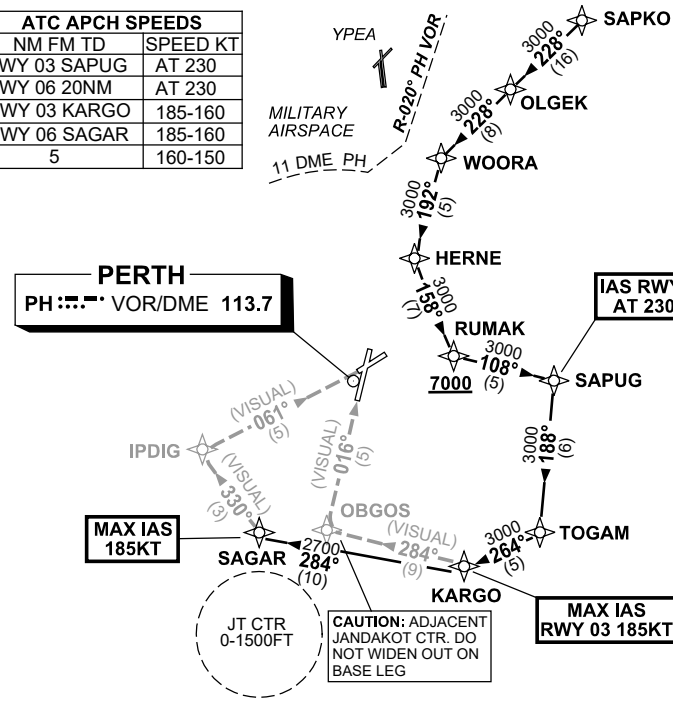 ATC APCH SPEEDS
NM FM TD SPEED KT
WY 03 SAPUG AT 230
WY 06 20NM AT 230
WY 03 KARGO 185-160
WY 06 SAGAR 185-160
5 160-150
YPEA
R-020° PH VOR
MILITARY
AIRSPACE
11 DME PH
SAPKO
3000
228°
(16)
OLGEK
3000
228°
(8)
WOORA
3000
192°
(5)
HERNE
3000
158°
(7)
RUMAK
7000
3000
108°
(5)
IAS RWY
AT 230
SAPUG
3000
188°
(6)
TOGAM
3000
264°
(5)
KARGO
MAX IAS
RWY 03 185KT
PERTH
PH VOR/DME 113.7
(VISUAL)
061°
(5)
(VISUAL)
016°
(5)
IPDIG
(VISUAL)
330°
(3)
OBGOS
(VISUAL)
284°
(9)
MAX IAS
185KT
SAGAR
2700
284°
(10)
JT CTR
0-1500FT
CAUTION: ADJACENT
JANDAKOT CTR. DO
NOT WIDEN OUT ON
BASE LEG